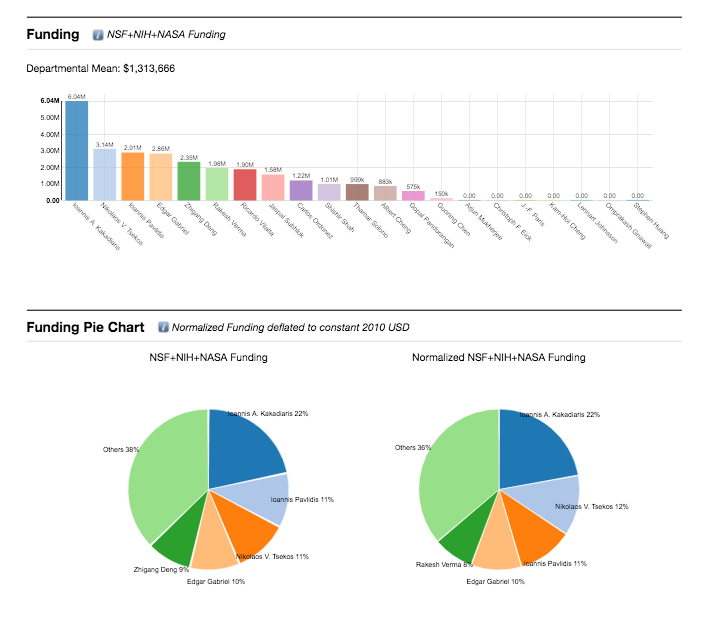 Funding NSF+NIH+NASA Funding
Departmental Mean: $1,313,666
6.04M
5.00M
4.00M
3.00M
2.00M
1.00M
0.00
6.04M 3.14M 2.91M 2.86M 2.35M 1.98M 1.90M 1.58M 1.22M 1.01M 999k 883k 575k 150k 0.00 0.00 0.00 0.00 0.00 0.00 0.00
Ioannis A. Kakadiaris
Nikolaos V. Tsekos
Ioannis Pavlidis
Edgar Gabriel
Zhigang Deng
Rakesh Verma
Ricardo Vilalta
Jaspal Subhlok
Carlos Ordonez
Shishir Shah
Thamar Solorio
Albert Cheng
Gopal Pandurangan
Guoning Chen
Arjun Mukherjee
Christoph F. Eick
J.-F. Paris
Kam-Hoi Cheng
Lennart Johnsson
Omprakash Gnawali
Stephen Huang
Funding Pie Chart Normalized Funding deflated to constant 2010 USD
NSF+NIH+NASA Funding
Ioannis A. Kakadiaris 22%
Others 38%
Ioannis Pavlidis 11%
Nikolaos V. Tsekos 11%
Zhigang Deng 9%
Edgar Gabriel 10%
Normalized NSF+NIH+NASA Funding
Ioannis A. Kakadiaris 22%
Others 36%
Nikolaos V. Tsekos 12%
Ioannis Pavlidis 11%
Rakesh Verma 8%
Edgar Gabriel 10%